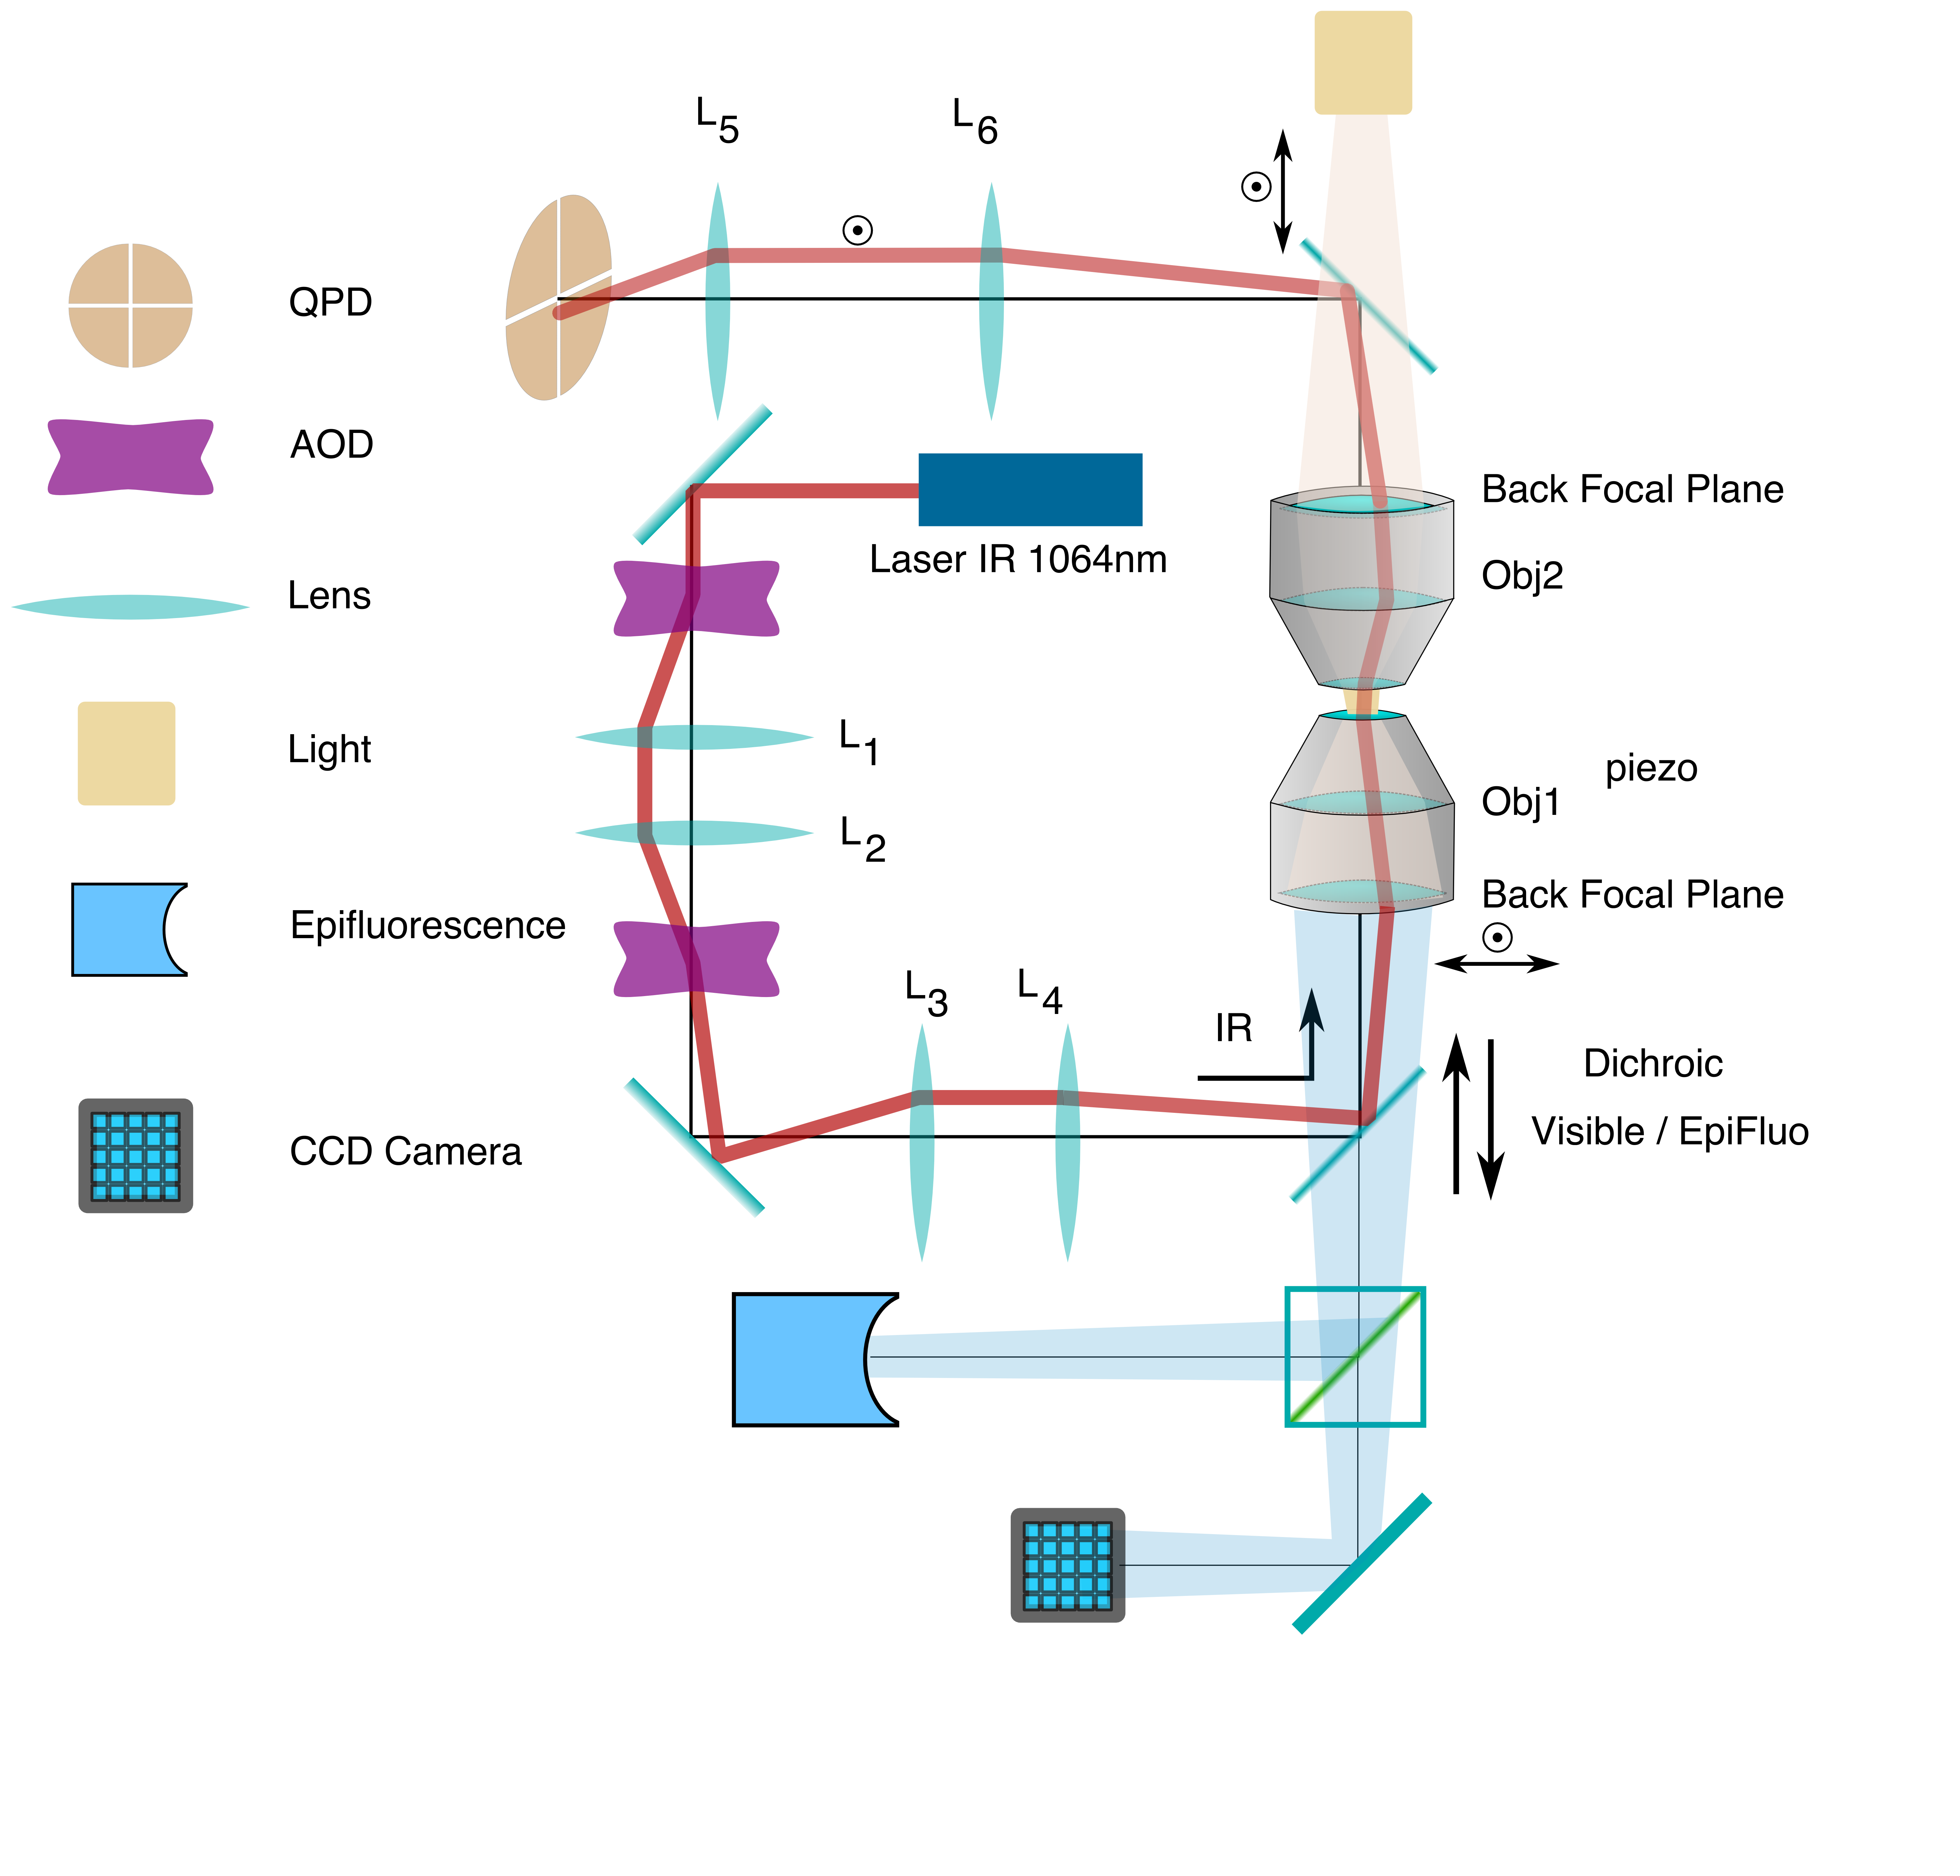 L5
L6
QPD
AOD
Laser IR 1064nm
Back Focal Plane
Obj2
Lens
Light
L1
L2
piezo
Obj1
Back Focal Plane
Epifluorescence
L3
L4
IR
Dichroic
Visible / EpiFluo
CCD Camera